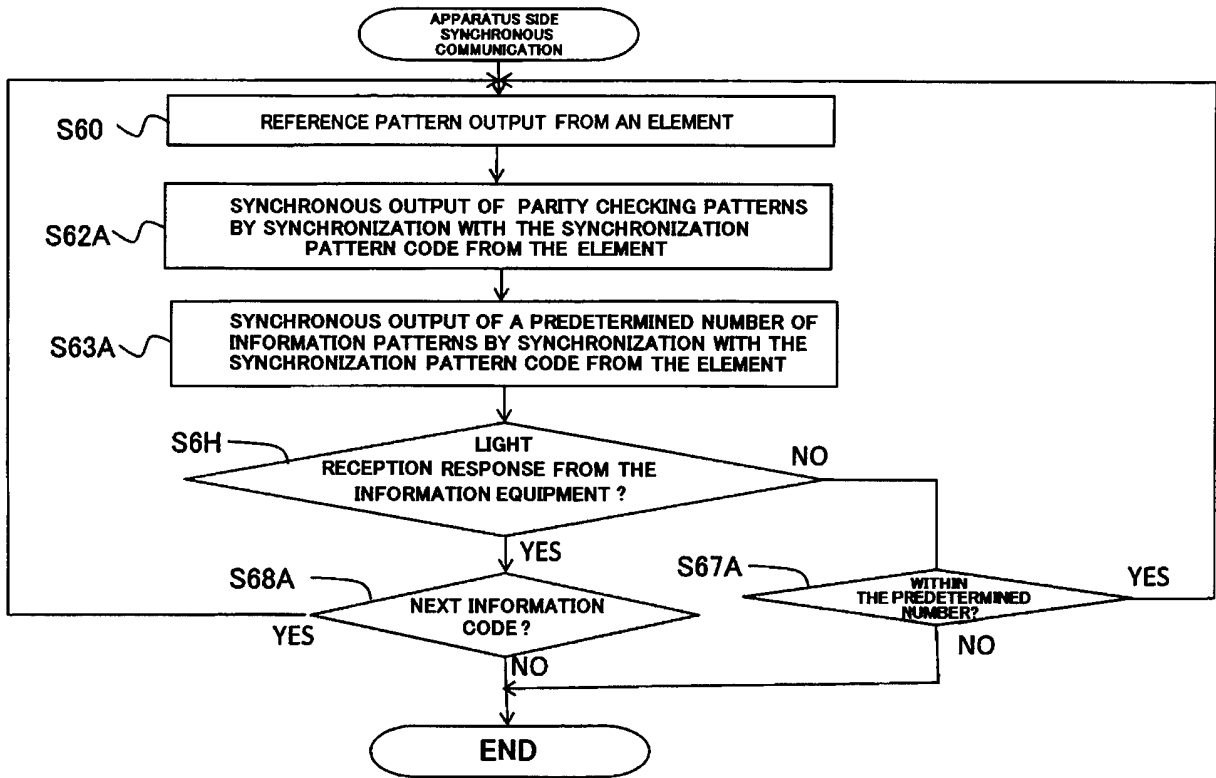 APPARATUS SIDE
SYNCHRONOUS
COMMUNICATION
S60
REFERENCE PATTERN OUTPUT FROM AN ELEMENT
S62A
SYNCHRONOUS OUTPUT OF PARITY CHECKING PATTERNS
BY SYNCHRONIZATION WITH THE SYNCHRONIZATION
PATTERN CODE FROM THE ELEMENT
S63A
SYNCHRONOUS OUTPUT OF A PREDETERMINED NUMBER OF
INFORMATION PATTERNS BY SYNCHRONIZATION WITH THE
SYNCHRONIZATION PATTERN CODE FROM THE ELEMENT
S6H
LIGHT
RECEPTION RESPONSE FROM THE
INFORMATION EQUIPMENT ?
NO
YES
S68A
NEXT INFORMATION
CODE ?
YES
NO
S67A
WITHIN
THE PREDETERMINED
NUMBER?
YES
NO
END